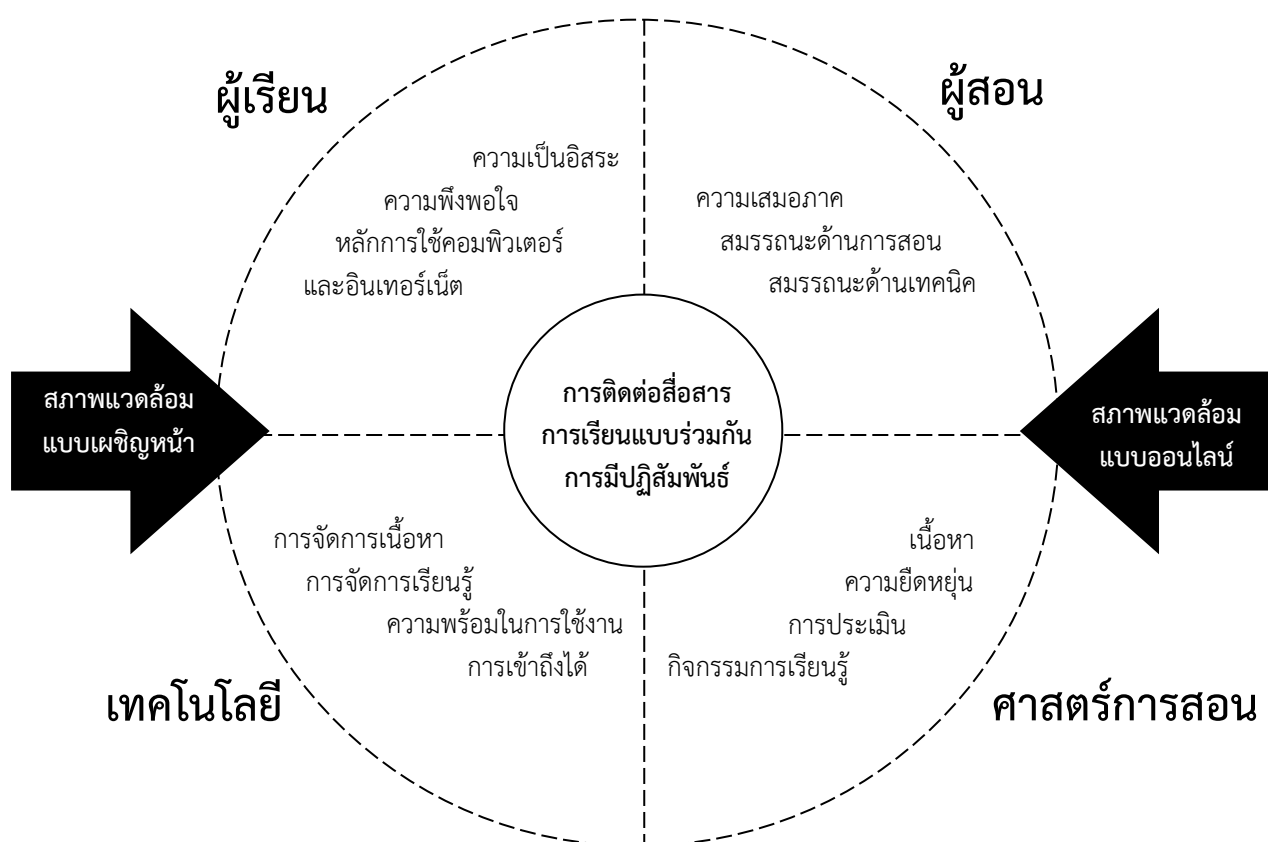 ผู้เรียน
ความเป็นอิสระ
ความพึงพอใจ
หลักการใช้คอมพิวเตอร์
และอินเทอร์เน็ต
ผู้สอน
ความเสมอภาค
สมรรถนะด้านการสอน
สมรรถนะด้านเทคนิค
สภาพแวดล้อม
แบบเผชิญหน้า
การติดต่อสื่อสาร
การเรียนแบบร่วมกัน
การมีปฏิสัมพันธ์
สภาพแวดล้อม
แบบออนไลน์
การจัดการเนื้อหา
การจัดการเรียนรู้
ความพร้อมในการใช้งาน
การเข้าถึงได้
เทคโนโลยี
เนื้อหา
ความยืดหยุ่น
การประเมิน
กิจกรรมการเรียนรู้
ศาสตร์การสอน